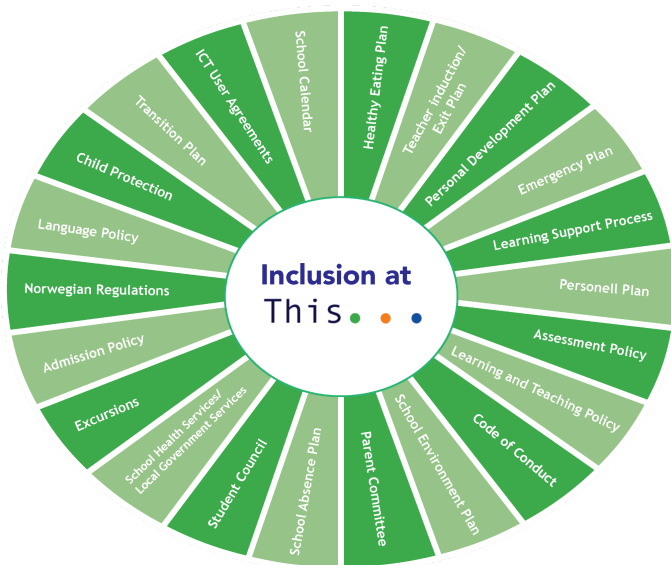 Inclusion at
This...
Healthy Eating Plan
Teacher induction/
Exit Plan
Personal Development Plan
Emergency Plan
Learning Support Process
Personell Plan
Assessment Policy
Learning and Teaching Policy
Code of Conduct
School Environment Plan
Parent Committee
School Absence Plan
Student Council
School Health Services/
Local Government Services
Excursions
Admission Policy
Norwegian Regulations
Language Policy
Child Protection
Transition Plan
ICT User Agreements
School Calendar